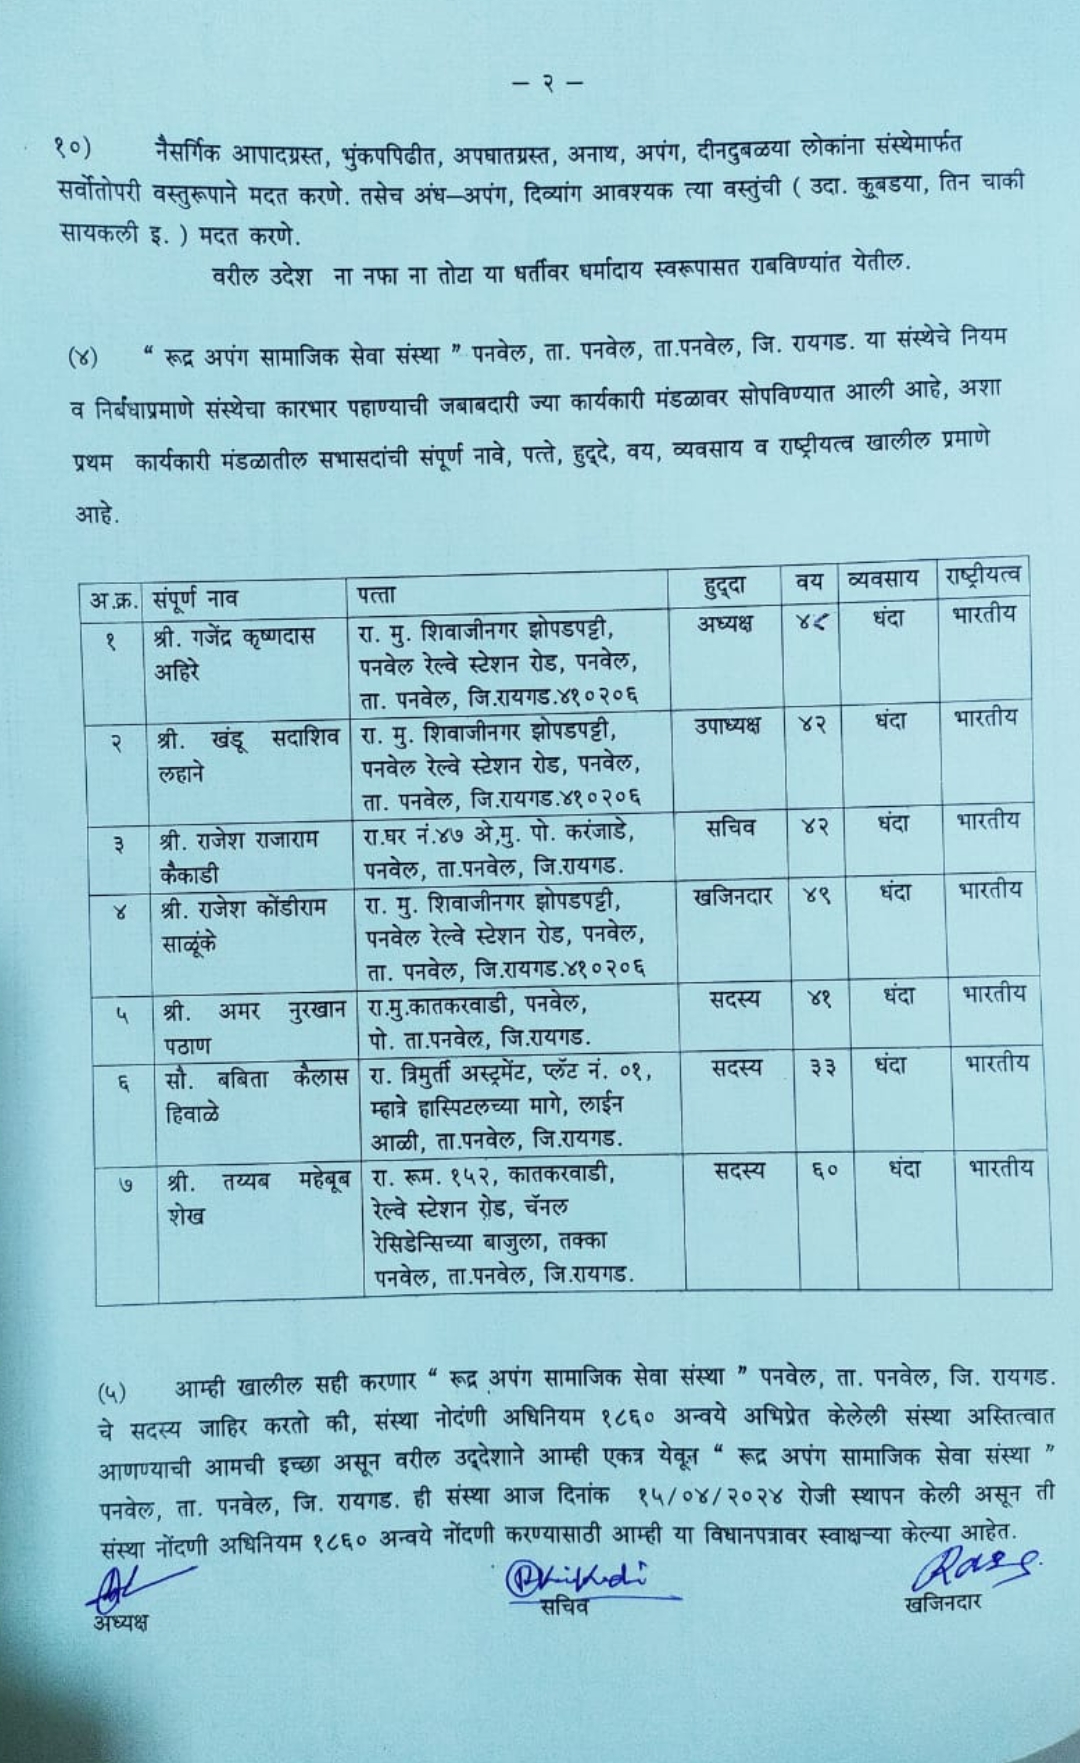 — २ —
१०) नैसर्गिक आपादग्रस्त, भुंकपपिढीत, अपघातग्रस्त, अनाथ, अपंग, दीनदुबळया लोकांना संस्थेमार्फत
सर्वोतोपरी वस्तुरूपाने मदत करणे. तसेच अंध—अपंग, दिव्यांग आवश्यक त्या वस्तुंची ( उदा. कूबडया, तिन चाकी
सायकली इ. ) मदत करणे.
वरील उदेश ना नफा ना तोटा या धर्तीवर धर्मादाय स्वरूपासत राबविण्यांत येतील.
(४) “ रूद्र अपंग सामाजिक सेवा संस्था ” पनवेल, ता. पनवेल, ता.पनवेल, जि. रायगड. या संस्थेचे नियम
व निर्बंधाप्रमाणे संस्थेचा कारभार पहाण्याची जबाबदारी ज्या कार्यकारी मंडळावर सोपविण्यात आली आहे, अशा
प्रथम कार्यकारी मंडळातील सभासदांची संपूर्ण नावे, पत्ते, हुद्दे, वय, व्यवसाय व राष्ट्रीयत्व खालील प्रमाणे
आहे.
अ.क्र. संपूर्ण नाव पत्ता हुद्दा वय व्यवसाय राष्ट्रीयत्व
१ श्री. गजेंद्र कृष्णदास रा. मु. शिवाजीनगर झोपडपट्टी, अध्यक्ष ४८ धंदा भारतीय
अहिरे पनवेल रेल्वे स्टेशन रोड, पनवेल,
ता. पनवेल, जि.रायगड.४१०२०६
२ श्री. खंडू सदाशिव रा. मु. शिवाजीनगर झोपडपट्टी, उपाध्यक्ष ४२ धंदा भारतीय
लहाने पनवेल रेल्वे स्टेशन रोड, पनवेल,
ता. पनवेल, जि.रायगड.४१०२०६
३ श्री. राजेश राजाराम रा.घर नं.४७ अे,मु. पो. करंजाडे, सचिव ४२ धंदा भारतीय
कैकाडी पनवेल, ता.पनवेल, जि.रायगड.
४ श्री. राजेश कोंडीराम रा. मु. शिवाजीनगर झोपडपट्टी, खजिनदार ४९ धंदा भारतीय
साळूंके पनवेल रेल्वे स्टेशन रोड, पनवेल,
ता. पनवेल, जि.रायगड.४१०२०६
५ श्री. अमर नुरखान रा.मु.कातकरवाडी, पनवेल, सदस्य ४१ धंदा भारतीय
पठाण पो. ता.पनवेल, जि.रायगड.
६ सौ. बबिता कैलास रा. त्रिमुर्ती अस्ट्रमेंट, प्लॅट नं. ०१, सदस्य ३३ धंदा भारतीय
हिवाळे म्हात्रे हास्पिटलच्या मागे, लाईन
आळी, ता.पनवेल, जि.रायगड.
७ श्री. तय्यब महेबूब रा. रूम. १५२, कातकरवाडी, सदस्य ६० धंदा भारतीय
शेख रेल्वे स्टेशन रोड, चॅनल
रेसिडेन्सिच्या बाजुला, तक्का
पनवेल, ता.पनवेल, जि.रायगड.
(५) आम्ही खालील सही करणार “ रूद्र अपंग सामाजिक सेवा संस्था ” पनवेल, ता. पनवेल, जि. रायगड.
चे सदस्य जाहिर करतो की, संस्था नोदंणी अधिनियम १८६० अन्वये अभिप्रेत केलेली संस्था अस्तित्वात
आणण्याची आमची इच्छा असून वरील उद्देशाने आम्ही एकत्र येवून “ रूद्र अपंग सामाजिक सेवा संस्था ”
पनवेल, ता. पनवेल, जि. रायगड. ही संस्था आज दिनांक १५/०४/२०२४ रोजी स्थापन केली असून ती
संस्था नोंदणी अधिनियम १८६० अन्वये नोंदणी करण्यासाठी आम्ही या विधानपत्रावर स्वाक्षऱ्या केल्या आहेत.
अध्यक्ष सचिव खजिनदार